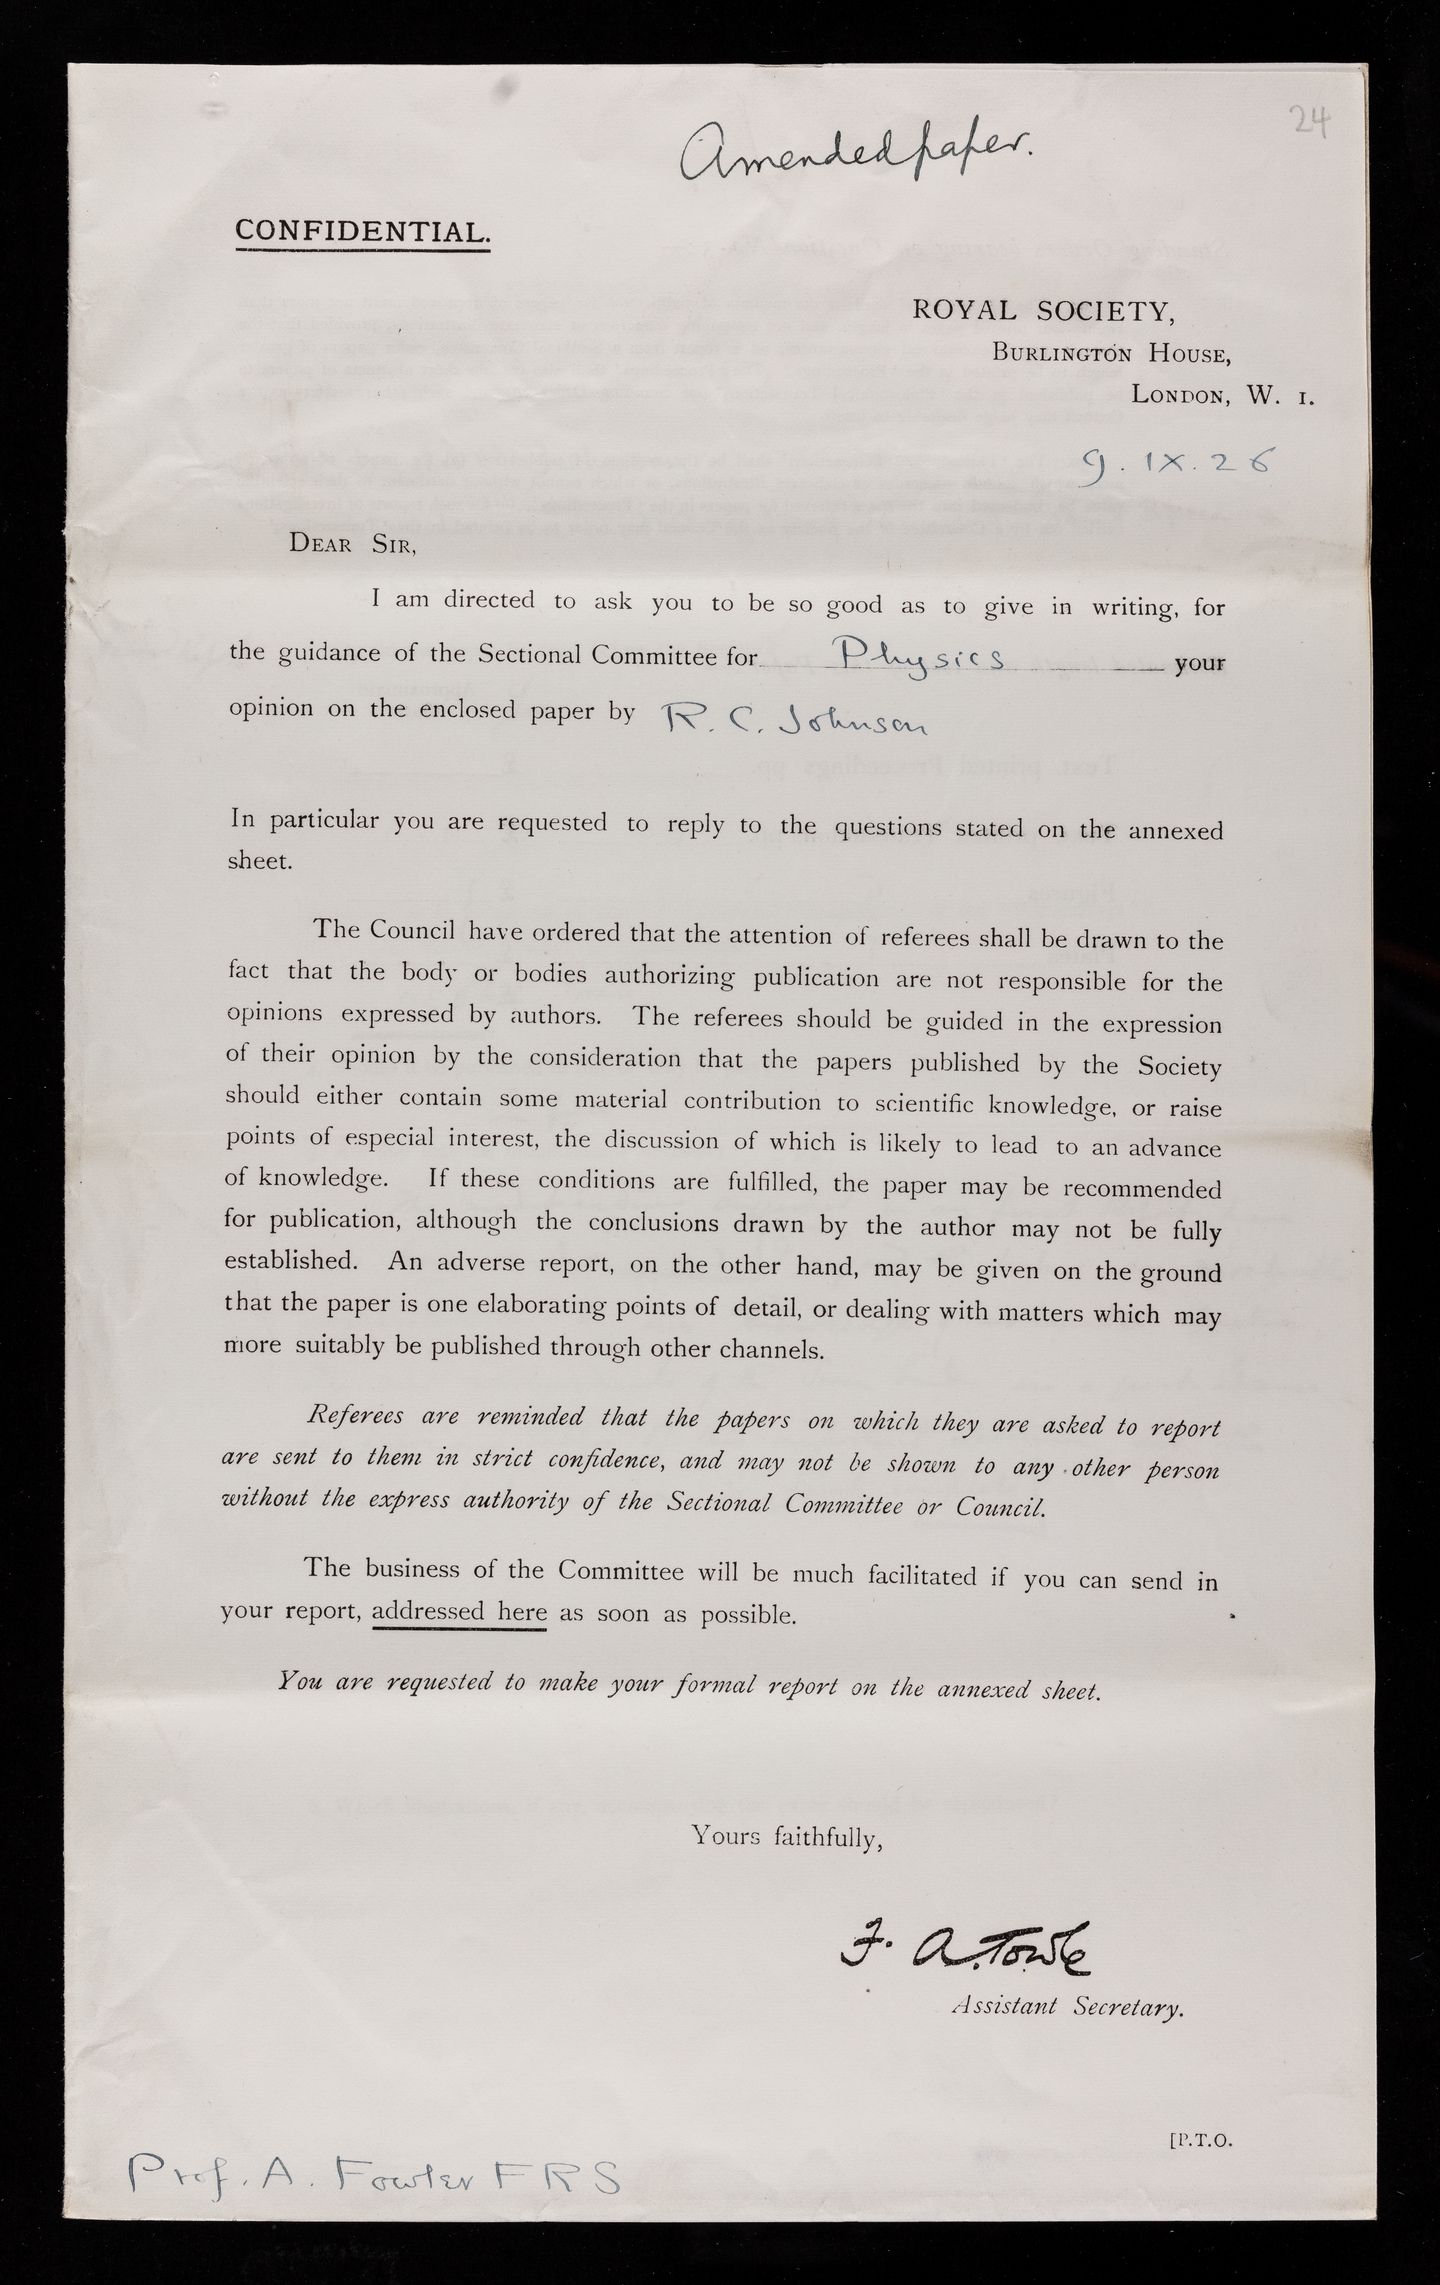 24
Amended paper.
CONFIDENTIAL.
ROYAL SOCIETY,
BURLINGTON HOUSE,
LONDON, W. 1.
9. IX. 26
DEAR SIR,
I am directed to ask you to be so good as to give in writing, for
the guidance of the Sectional Committee for Physics your
opinion on the enclosed paper by R. C. Johnson
In particular you are requested to reply to the questions stated on the annexed
sheet.
The Council have ordered that the attention of referees shall be drawn to the
fact that the body or bodies authorizing publication are not responsible for the
opinions expressed by authors. The referees should be guided in the expression
of their opinion by the consideration that the papers published by the Society
should either contain some material contribution to scientific knowledge, or raise
points of especial interest, the discussion of which is likely to lead to an advance
of knowledge. If these conditions are fulfilled, the paper may be recommended
for publication, although the conclusions drawn by the author may not be fully
established. An adverse report, on the other hand, may be given on the ground
that the paper is one elaborating points of detail, or dealing with matters which may
more suitably be published through other channels.
Referees are reminded that the papers on which they are asked to report
are sent to them in strict confidence, and may not be shown to any other person
without the express authority of the Sectional Committee or Council.
The business of the Committee will be much facilitated if you can send in
your report, addressed here as soon as possible.
You are requested to make your formal report on the annexed sheet.
Yours faithfully,
F. A. Towle
Assistant Secretary.
[P.T.O.
Prof. A. Fowler FRS